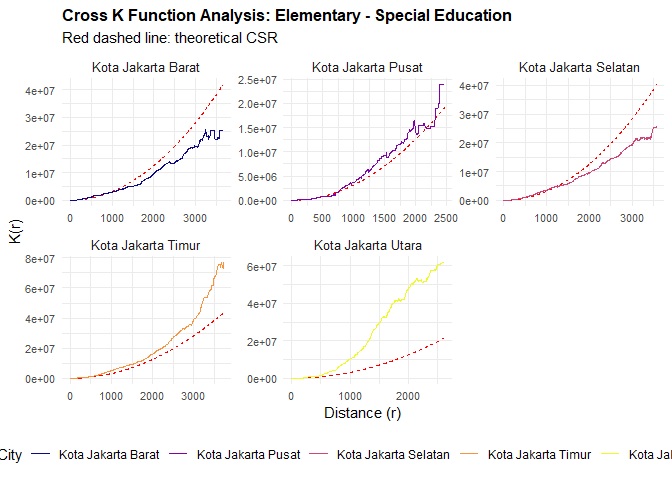 Cross K Function Analysis: Elementary - Special Education
Red dashed line: theoretical CSR
Kota Jakarta Barat
Kota Jakarta Pusat
Kota Jakarta Selatan
4e+07
3e+07
2e+07
1e+07
0e+00
0 1000 2000 3000
2.5e+07
2.0e+07
1.5e+07
1.0e+07
5.0e+06
0.0e+00
0 500 1000 1500 2000 2500
4e+07
3e+07
2e+07
1e+07
0e+00
0 1000 2000 3000
K(r)
Kota Jakarta Timur
Kota Jakarta Utara
8e+07
6e+07
4e+07
2e+07
0e+00
0 1000 2000 3000
6e+07
4e+07
2e+07
0e+00
0 1000 2000
Distance (r)
City Kota Jakarta Barat Kota Jakarta Pusat Kota Jakarta Selatan Kota Jakarta Timur Kota Jak